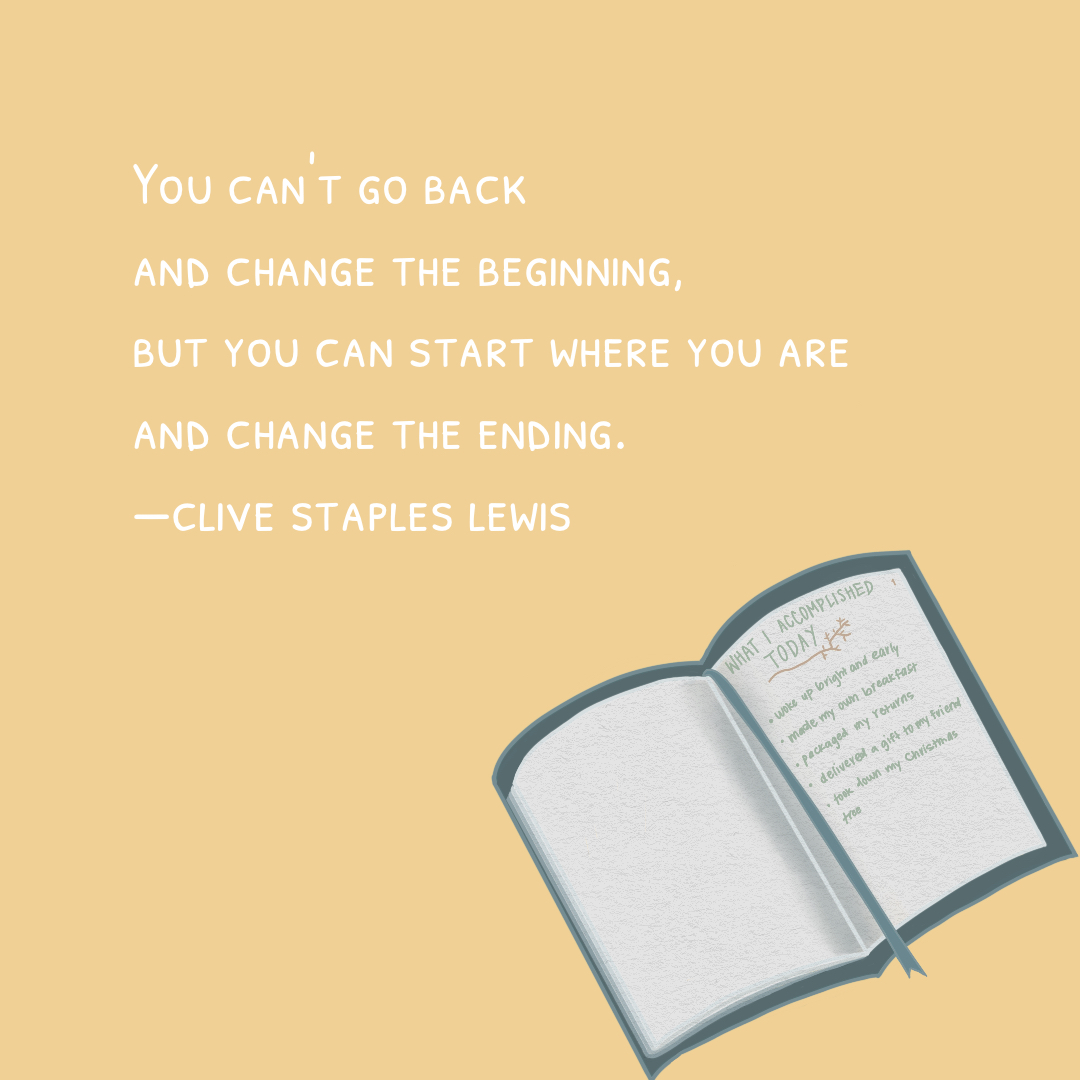 You can't go back
and change the beginning,
but you can start where you are
and change the ending.
—Clive Staples Lewis
WHAT I ACCOMPLISHED
TODAY
• woke up bright and early
• made my own breakfast
• packaged my returns
• delivered a gift to my friend
• took down my Christmas
tree